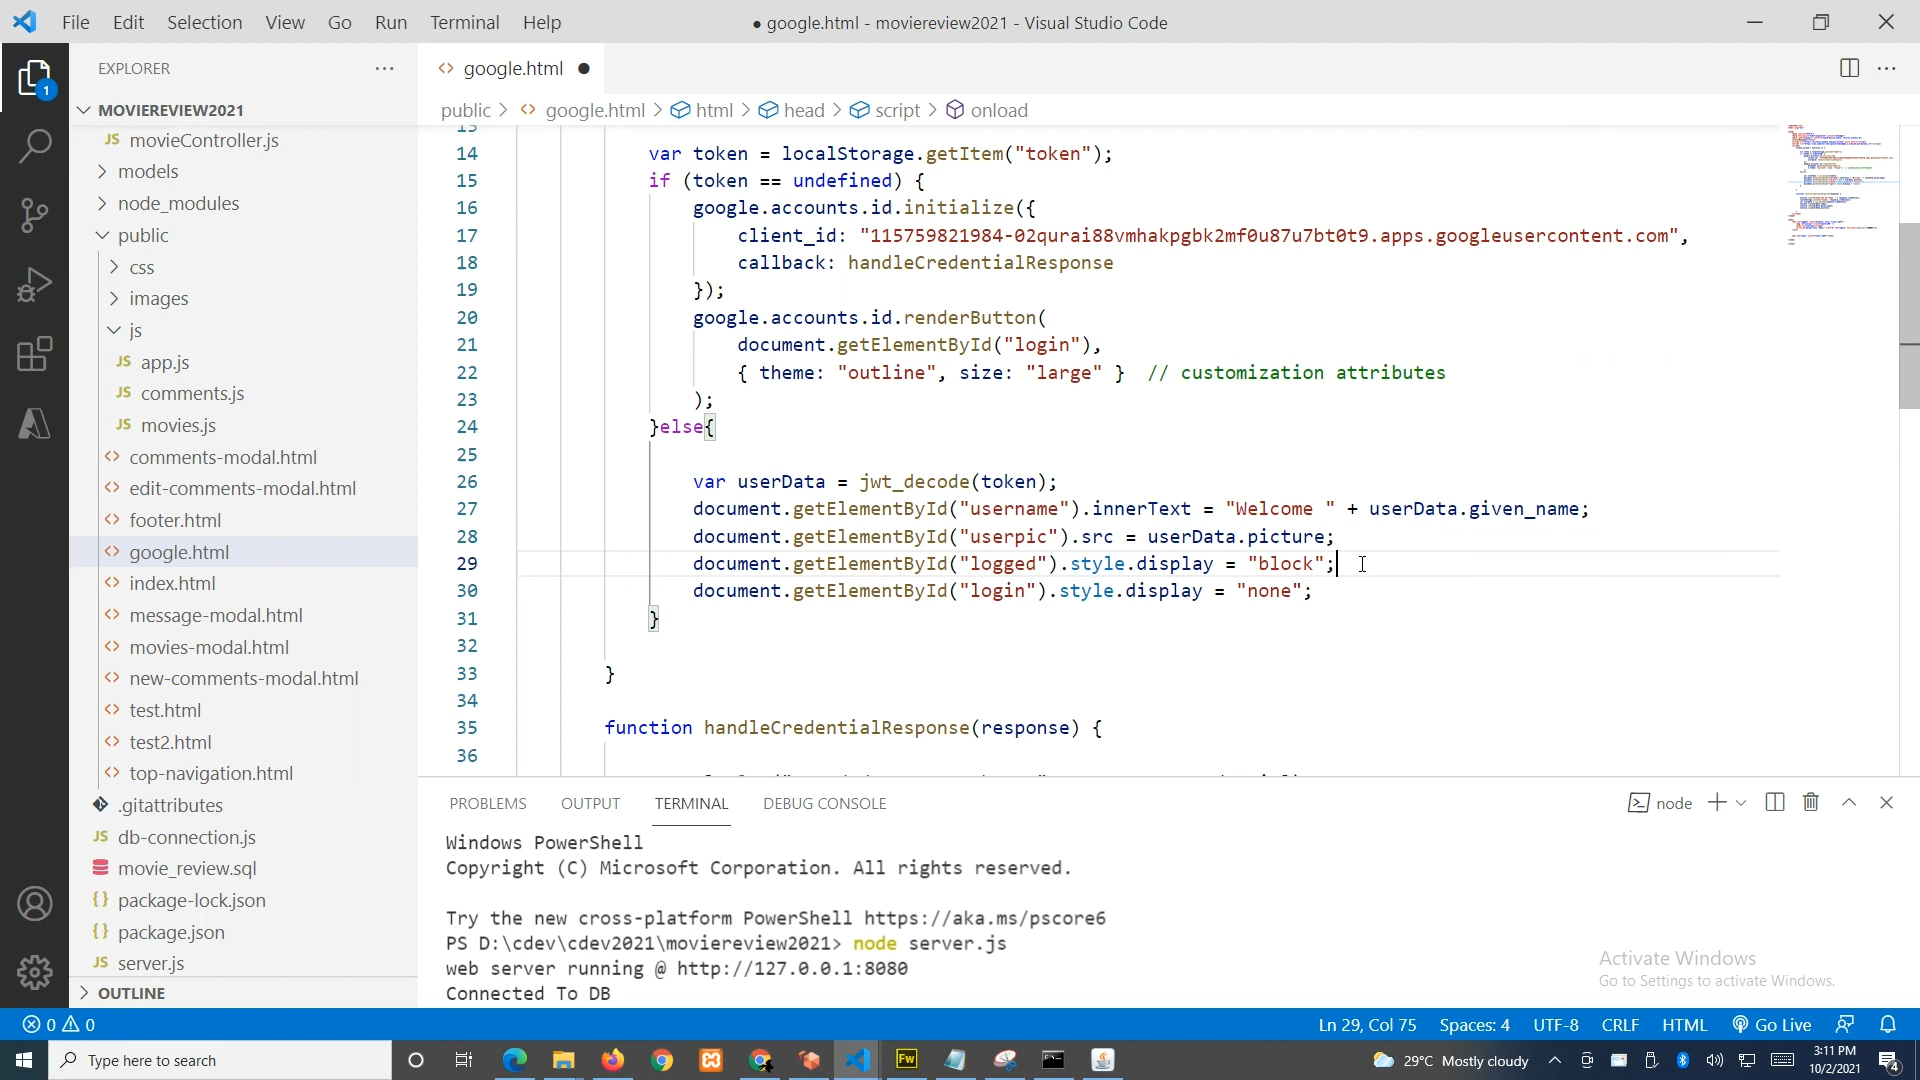 File Edit Selection View Go Run Terminal Help
● google.html - moviereview2021 - Visual Studio Code
EXPLORER
google.html
MOVIEREVIEW2021
public > google.html > html > head > script > onload
movieController.js
models
node_modules
public
css
images
js
app.js
comments.js
movies.js
comments-modal.html
edit-comments-modal.html
footer.html
google.html
index.html
message-modal.html
movies-modal.html
new-comments-modal.html
test.html
test2.html
top-navigation.html
.gitattributes
db-connection.js
movie_review.sql
package-lock.json
package.json
server.js
OUTLINE
1
13
14 var token = localStorage.getItem("token");
15 if (token == undefined) {
16 google.accounts.id.initialize({
17 client_id: "115759821984-02qurai88vmhakpgbk2mf0u87u7bt0t9.apps.googleusercontent.com",
18 callback: handleCredentialResponse
19 });
20 google.accounts.id.renderButton(
21 document.getElementById("login"),
22 { theme: "outline", size: "large" } // customization attributes
23 );
24 }else{
25
26 var userData = jwt_decode(token);
27 document.getElementById("username").innerText = "Welcome " + userData.given_name;
28 document.getElementById("userpic").src = userData.picture;
29 document.getElementById("logged").style.display = "block";
30 document.getElementById("login").style.display = "none";
31 }
32
33 }
34
35 function handleCredentialResponse(response) {
36
PROBLEMS OUTPUT TERMINAL DEBUG CONSOLE
node
Windows PowerShell
Copyright (C) Microsoft Corporation. All rights reserved.
Try the new cross-platform PowerShell https://aka.ms/pscore6
PS D:\cdev\cdev2021\moviereview2021> node server.js
web server running @ http://127.0.0.1:8080
Connected To DB
Activate Windows
Go to Settings to activate Windows.
0 0
Ln 29, Col 75 Spaces: 4 UTF-8 CRLF HTML Go Live
Type here to search
Fw
29°C Mostly cloudy
3:11 PM
10/2/2021
4